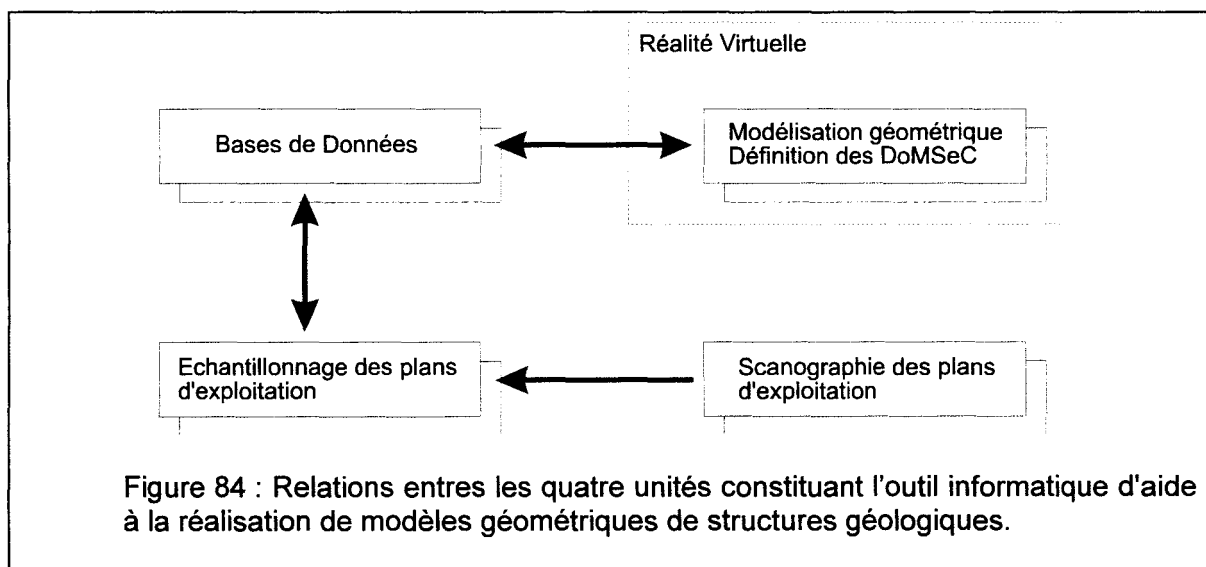 Réalité Virtuelle
Bases de Données
Modélisation géométrique
Définition des DoMSeC
Echantillonnage des plans
d'exploitation
Scanographie des plans
d'exploitation
Figure 84 : Relations entres les quatre unités constituant l'outil informatique d'aide
à la réalisation de modèles géométriques de structures géologiques.